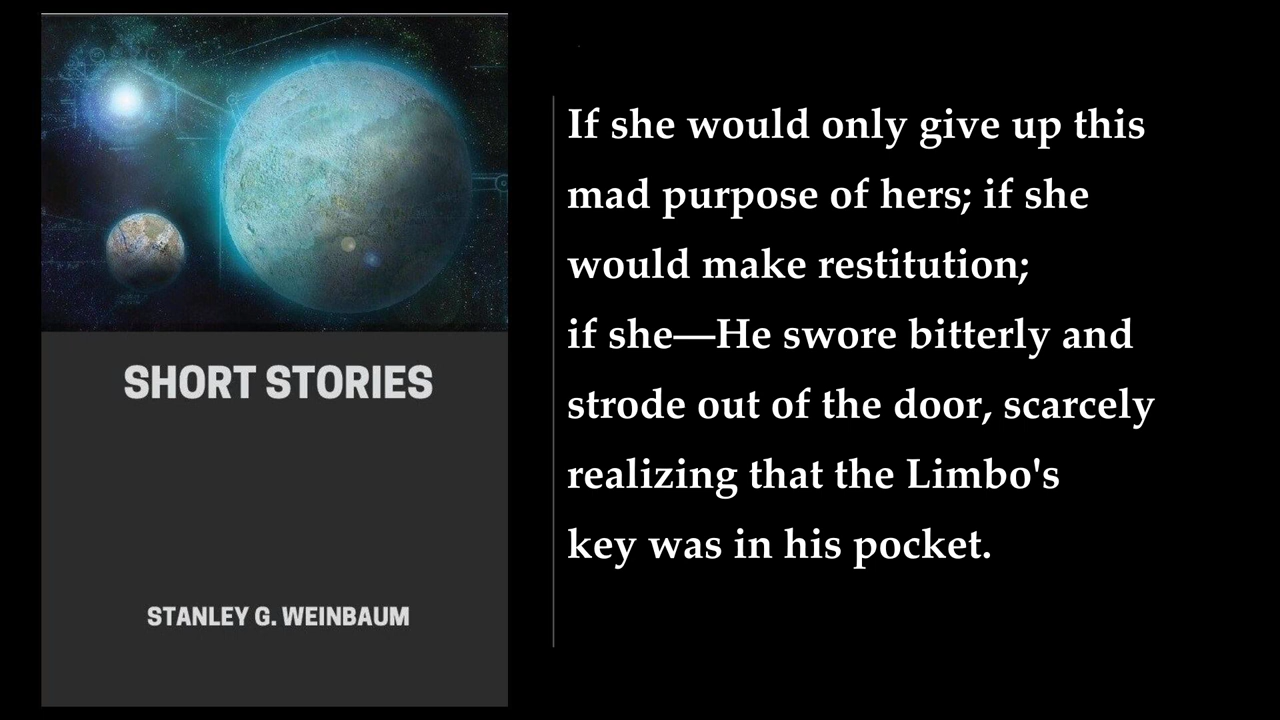 SHORT STORIES
STANLEY G. WEINBAUM
If she would only give up this
mad purpose of hers; if she
would make restitution;
if she—He swore bitterly and
strode out of the door, scarcely
realizing that the Limbo's
key was in his pocket.